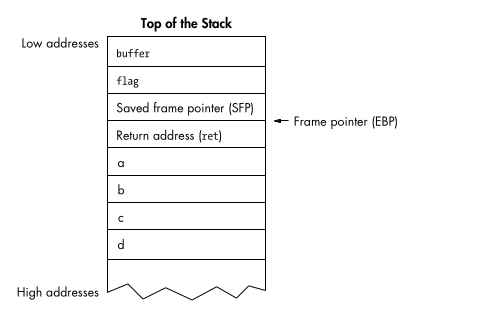 Top of the Stack
Low addresses
buffer
flag
Saved frame pointer (SFP)
Frame pointer (EBP)
Return address (ret)
a
b
c
d
High addresses